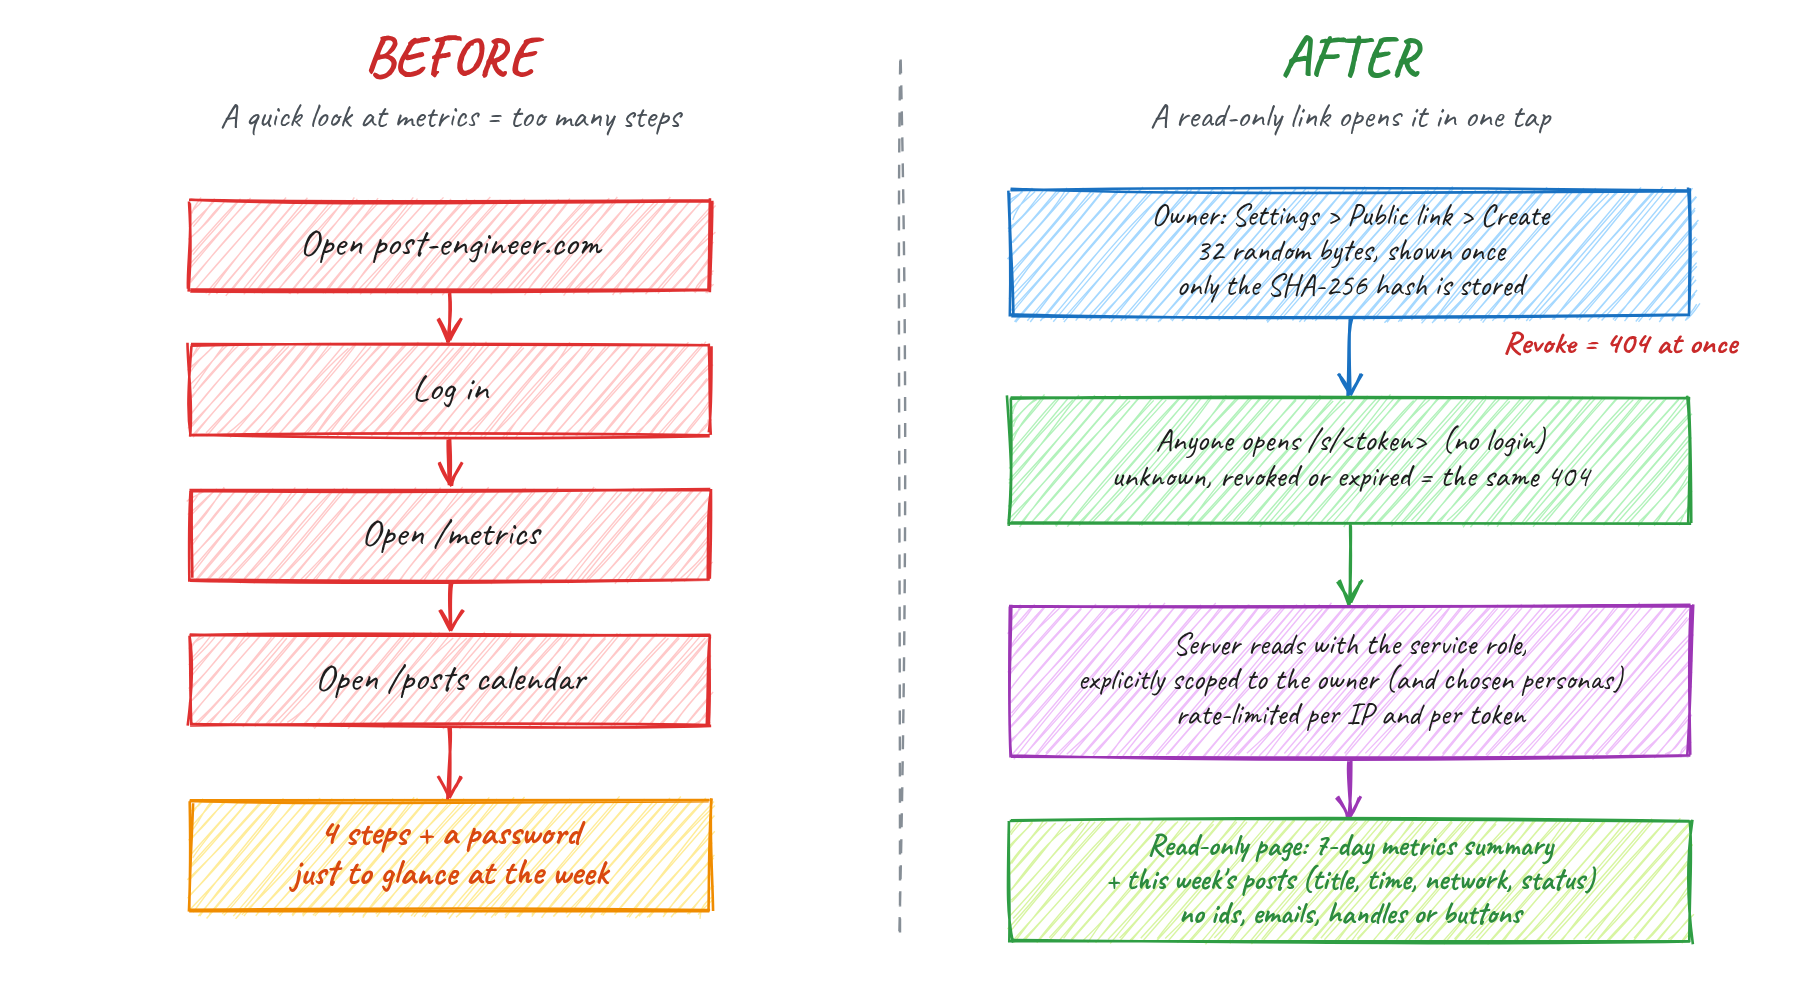 BEFORE
A quick look at metrics = too many steps
Open post-engineer.com
Log in
Open /metrics
Open /posts calendar
4 steps + a password
just to glance at the week
AFTER
A read-only link opens it in one tap
Owner: Settings > Public link > Create
32 random bytes, shown once
only the SHA-256 hash is stored
Revoke = 404 at once
Anyone opens /s/<token> (no login)
unknown, revoked or expired = the same 404
Server reads with the service role,
explicitly scoped to the owner (and chosen personas)
rate-limited per IP and per token
Read-only page: 7-day metrics summary
+ this week's posts (title, time, network, status)
no ids, emails, handles or buttons